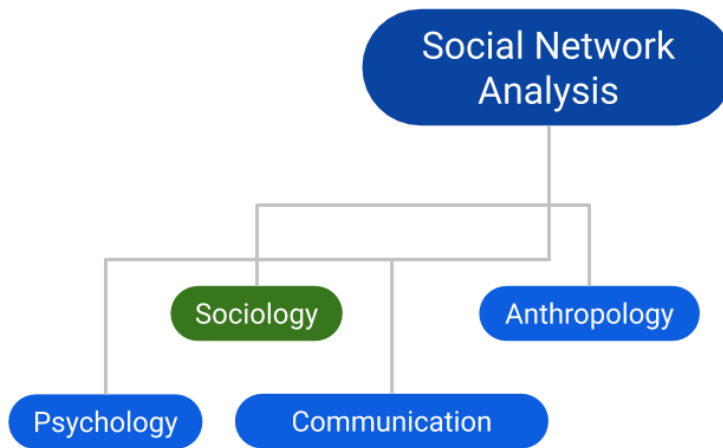 Social Network
Analysis
Sociology
Anthropology
Psychology
Communication